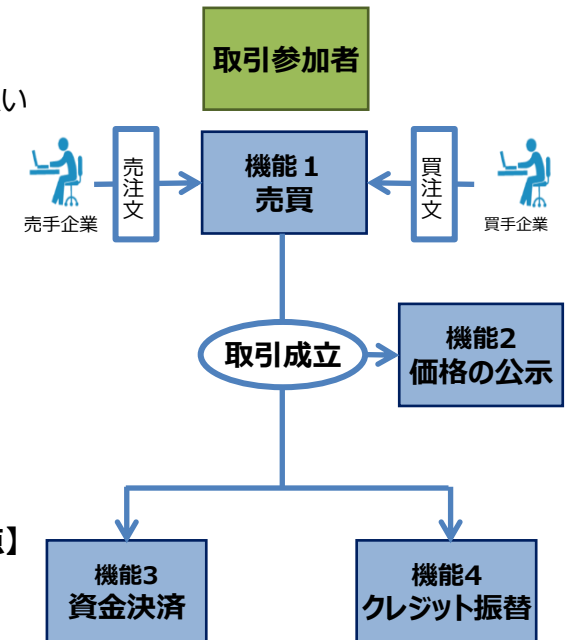 取引参加者
い
売注文
機能1
売買
買注文
売手企業
買手企業
取引成立
機能2
価格の公示
】
機能3
資金決済
機能4
クレジット振替